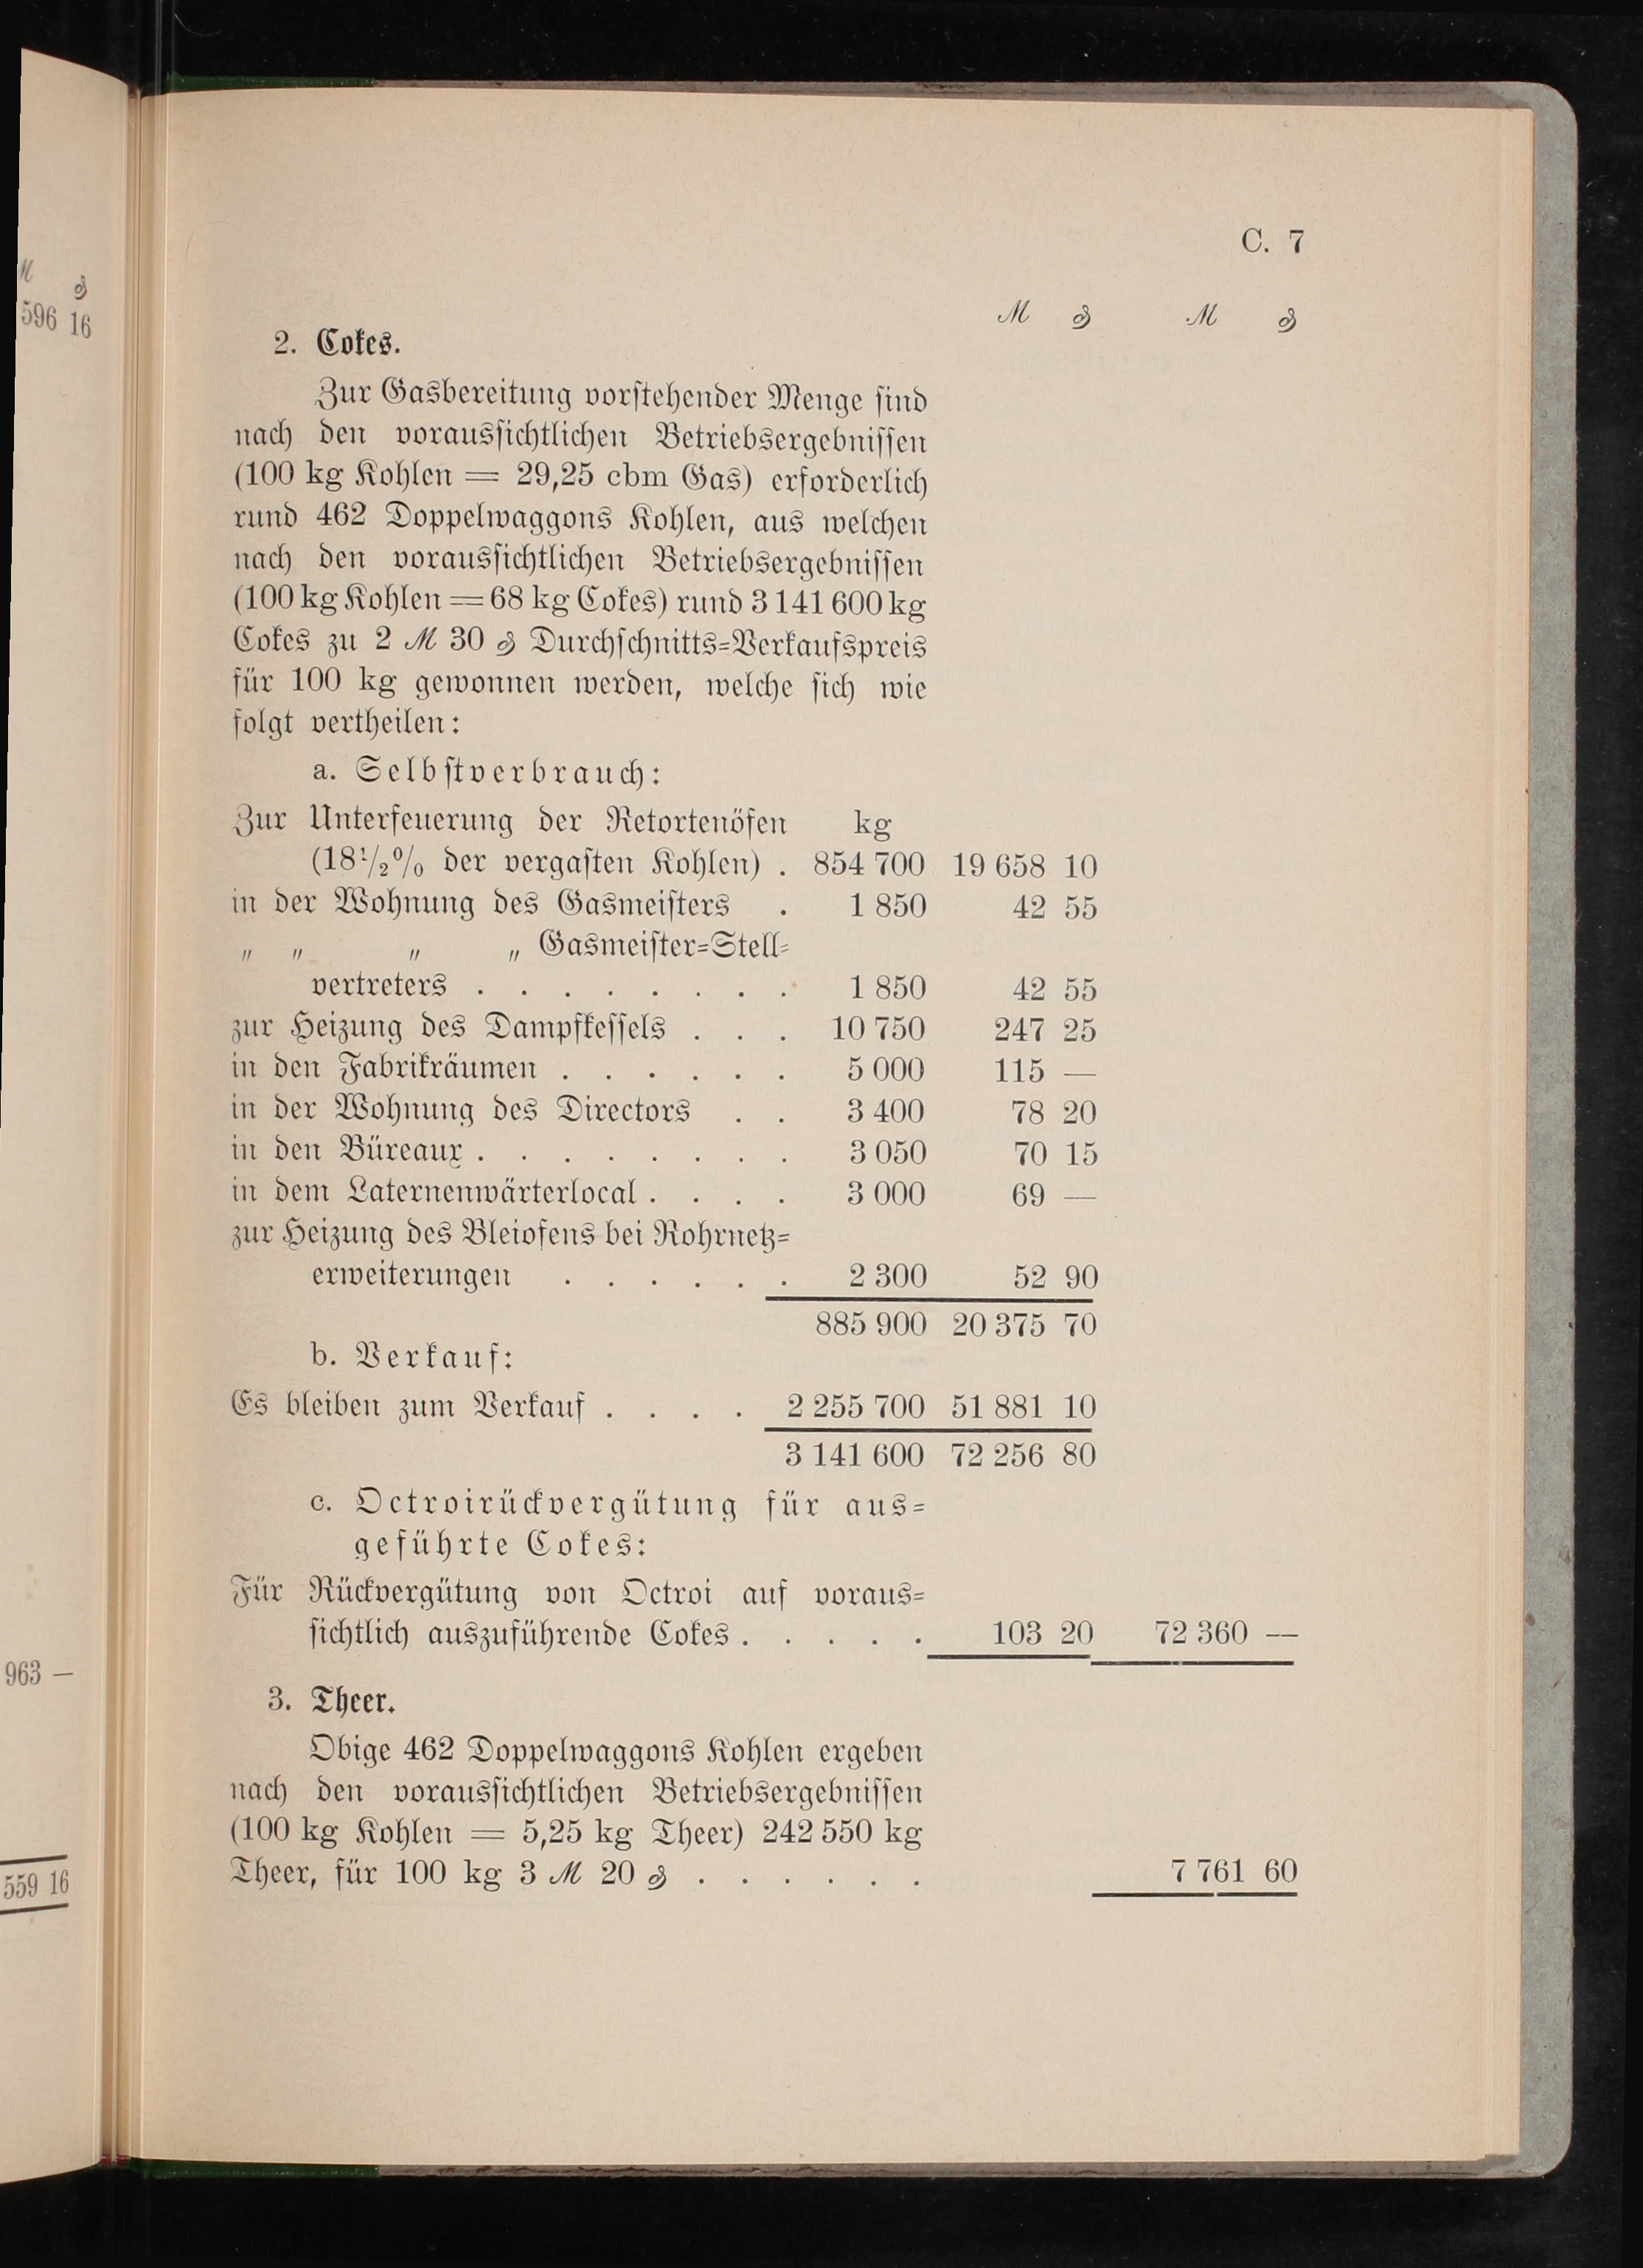 C. 7
ℳ ₰ ℳ ₰
2. Cokes.
Zur Gasbereitung vorstehender Menge sind
nach den voraussichtlichen Betriebsergebnissen
(100 kg Kohlen = 29,25 cbm Gas) erforderlich
rund 462 Doppelwaggons Kohlen, aus welchen
nach den voraussichtlichen Betriebsergebnissen
(100 kg Kohlen = 68 kg Cokes) rund 3 141 600 kg
Cokes zu 2 ℳ 30 ₰ Durchschnitts-Verkaufspreis
für 100 kg gewonnen werden, welche sich wie
folgt vertheilen:
a. Selbstverbrauch:
Zur Unterfeuerung der Retortenöfen kg
(18½% der vergasten Kohlen) . 854 700 19 658 10
in der Wohnung des Gasmeisters . 1 850 42 55
" " " " Gasmeister-Stell-
vertreters . . . . . . . . 1 850 42 55
zur Heizung des Dampfkessels . . . 10 750 247 25
in den Fabrikräumen . . . . . . 5 000 115 —
in der Wohnung des Directors . . 3 400 78 20
in den Büreaux . . . . . . . . 3 050 70 15
in dem Laternenwärterlocal . . . . 3 000 69 —
zur Heizung des Bleiofens bei Rohrnetz-
erweiterungen . . . . . . 2 300 52 90
885 900 20 375 70
b. Verkauf:
Es bleiben zum Verkauf . . . . 2 255 700 51 881 10
3 141 600 72 256 80
c. Octroirückvergütung für aus-
geführte Cokes:
Für Rückvergütung von Octroi auf voraus-
sichtlich auszuführende Cokes . . . . . 103 20 72 360 —
3. Theer.
Obige 462 Doppelwaggons Kohlen ergeben
nach den voraussichtlichen Betriebsergebnissen
(100 kg Kohlen = 5,25 kg Theer) 242 550 kg
Theer, für 100 kg 3 ℳ 20 ₰ . . . . . . 7 761 60
₰
596 16
963 —
559 16